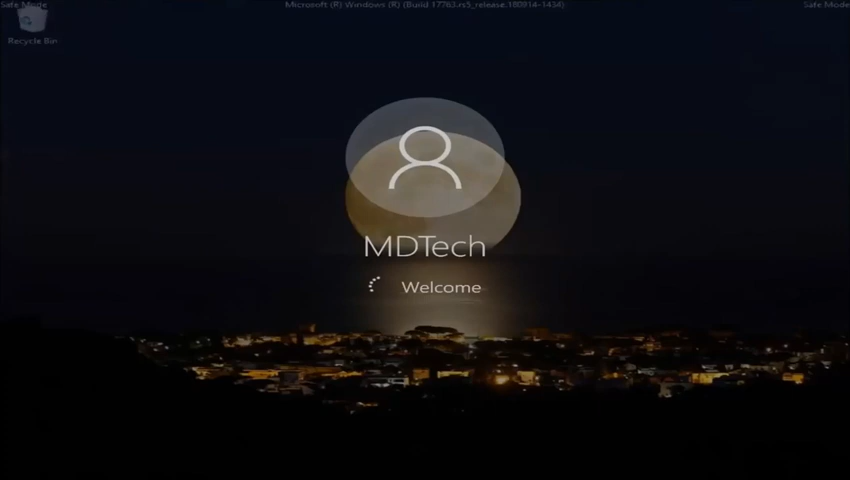 Safe Mode
Microsoft (R) Windows (R) (Build 17763.rs5_release.180914-1434)
Safe Mode
Recycle Bin
MDTech
Welcome